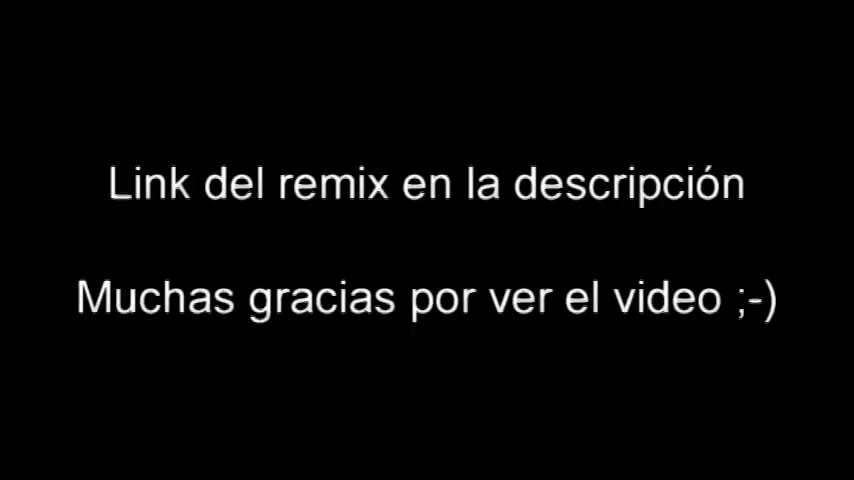 Link del remix en la descripción
Muchas gracias por ver el video ;-)